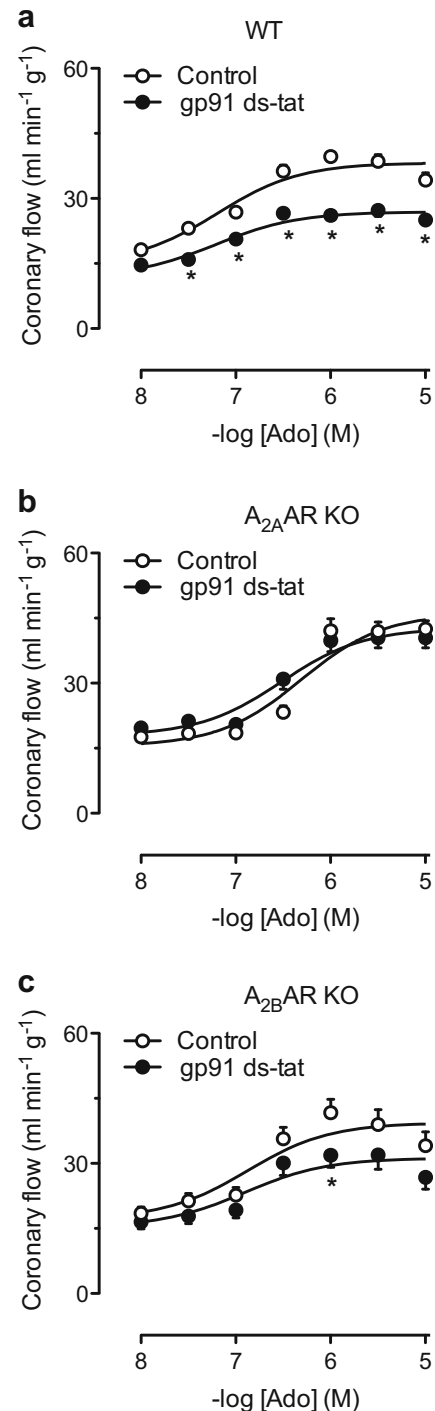 a
WT
Coronary flow (ml min⁻¹ g⁻¹)
60
30
0
Control
gp91 ds-tat
* * * * * *
8 7 6 5
-log [Ado] (M)
b
A₂ₐAR KO
Coronary flow (ml min⁻¹ g⁻¹)
60
30
0
Control
gp91 ds-tat
8 7 6 5
-log [Ado] (M)
c
A₂ʙAR KO
Coronary flow (ml min⁻¹ g⁻¹)
60
30
0
Control
gp91 ds-tat
*
8 7 6 5
-log [Ado] (M)